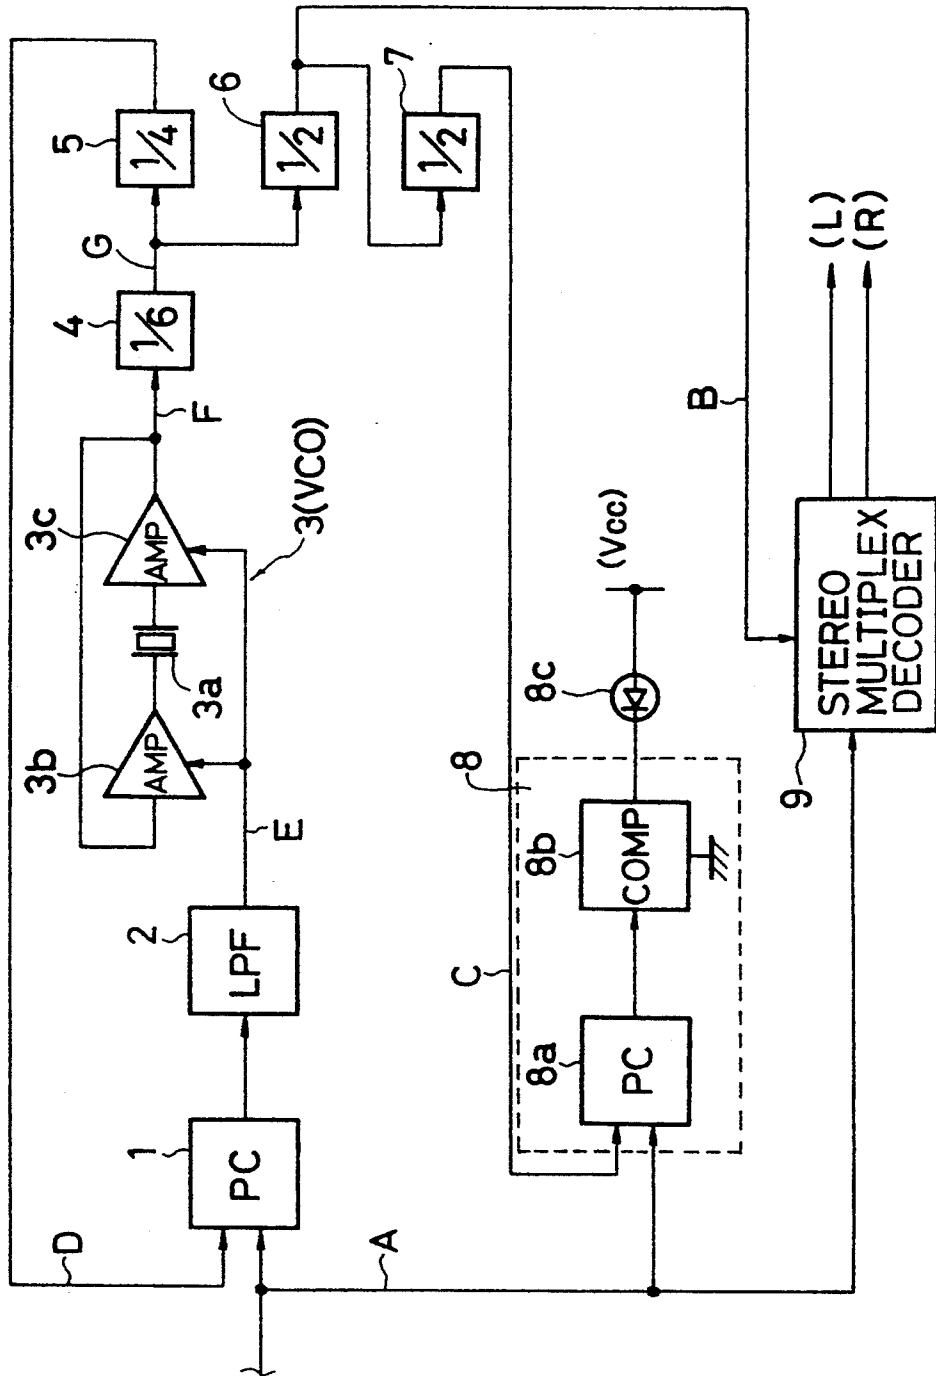 D
1
PC
2
LPF
E
3b
AMP
3a
3c
AMP
3(VCO)
F
4
1/6
G
5
1/4
6
1/2
7
1/2
A
C
8
8a
PC
8b
COMP
8c
(Vcc)
B
9
STEREO
MULTIPLEX
DECODER
(L)
(R)